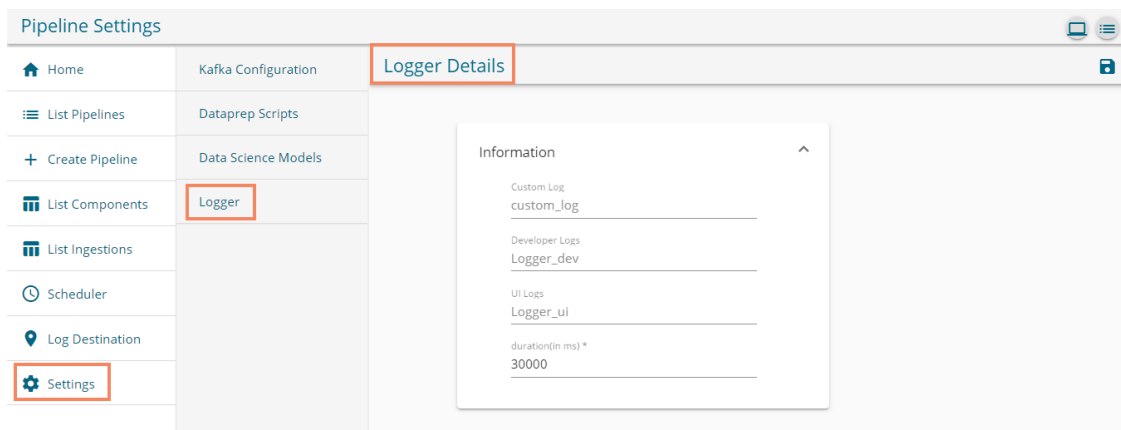 Pipeline Settings
Home
List Pipelines
Create Pipeline
List Components
List Ingestions
Scheduler
Log Destination
Settings
Kafka Configuration
Dataprep Scripts
Data Science Models
Logger
Logger Details
Information
Custom Log
custom_log
Developer Logs
Logger_dev
UI Logs
Logger_ui
duration(in ms) *
30000